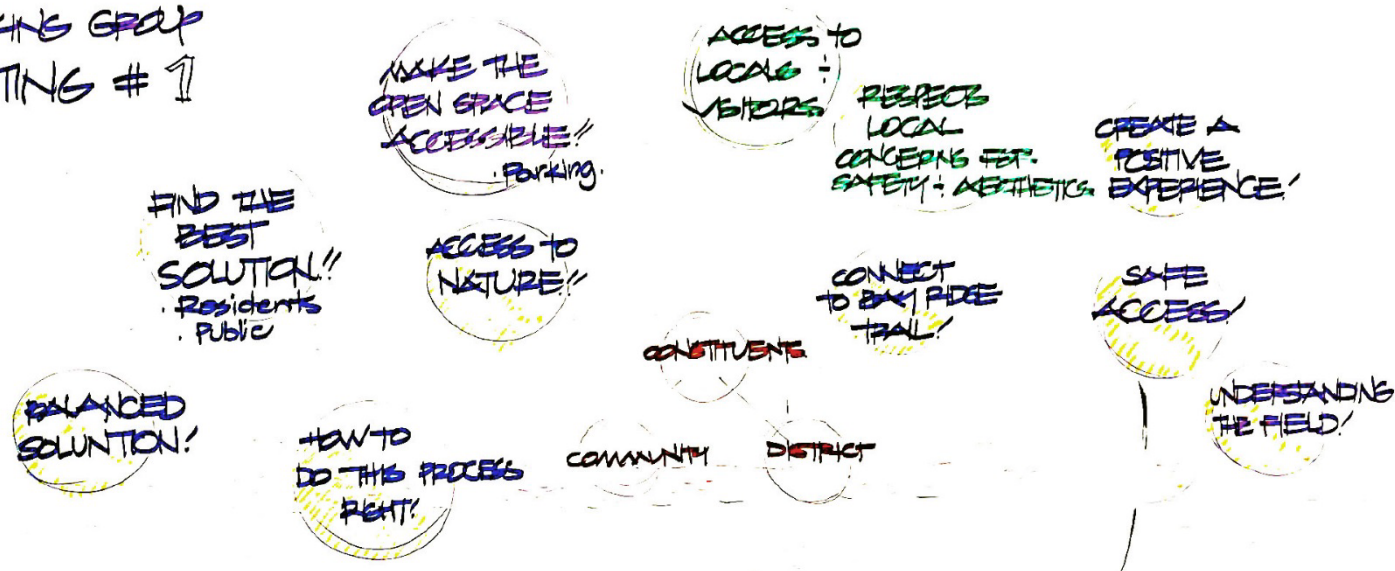 KING GROUP
TING # 1
MAKE THE
OPEN SPACE
ACCESSIBLE!!
· Parking.
ACCESS TO
LOCALS +
VISITORS
RESPECTS
LOCAL
CONCERNS FOR
SAFETY + AESTHETICS
CREATE A
POSITIVE
EXPERIENCE!
FIND THE
BEST
SOLUTION!!
· Residents
· Public
ACCESS TO
NATURE!!
CONNECT
TO BAY RIDGE
TRAIL!
SAFE
ACCESS!
CONSTITUENTS
COMMUNITY
DISTRICT
UNDERSTANDING
THE FIELD!
BALANCED
SOLUNTION!
HOW TO
DO THIS PROCESS
RIGHT!